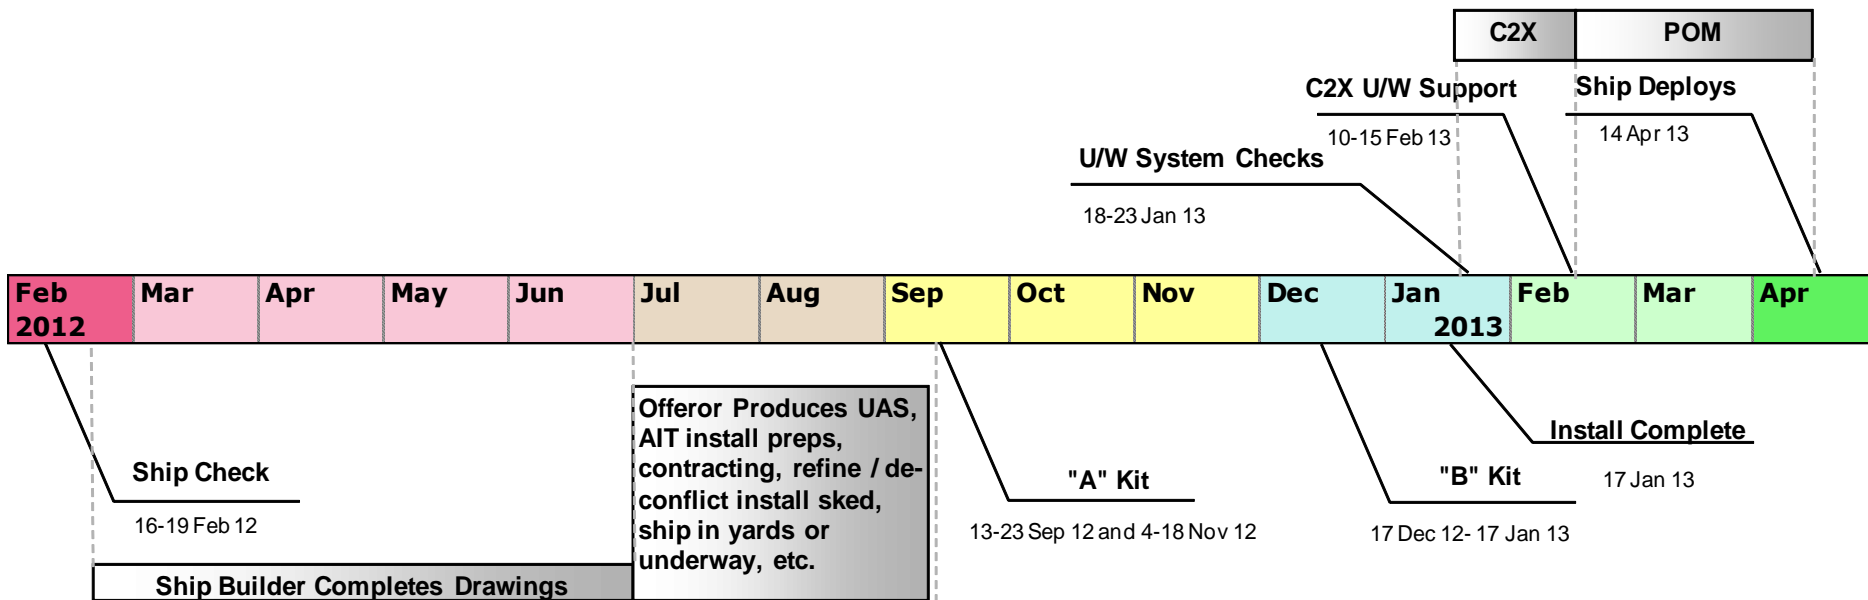 C2X
POM
C2X U/W Support
Ship Deploys
10-15 Feb 13
14 Apr 13
U/W System Checks
18-23 Jan 13
Feb
2012
Mar
Apr
May
Jun
Jul
Aug
Sep
Oct
Nov
Dec
Jan
2013
Feb
Mar
Apr
Offeror Produces UAS,
AIT install preps,
contracting, refine / de-
conflict install sked,
ship in yards or
underway, etc.
Ship Check
16-19 Feb 12
"A" Kit
13-23 Sep 12 and 4-18 Nov 12
"B" Kit
17 Dec 12- 17 Jan 13
Install Complete
17 Jan 13
Ship Builder Completes Drawings